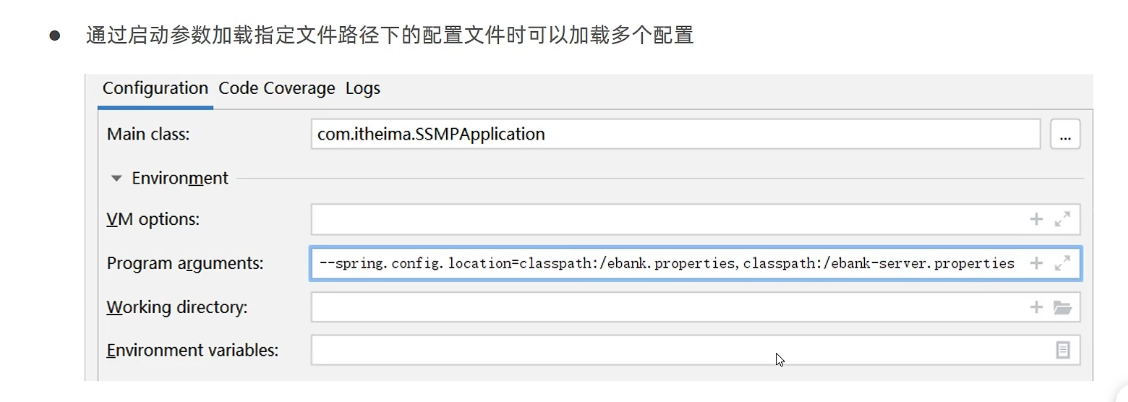 ● 通过启动参数加载指定文件路径下的配置文件时可以加载多个配置
Configuration Code Coverage Logs
Main class: com.itheima.SSMPApplication ...
Environment
VM options:
Program arguments: --spring.config.location=classpath:/ebank.properties,classpath:/ebank-server.properties
Working directory:
Environment variables: